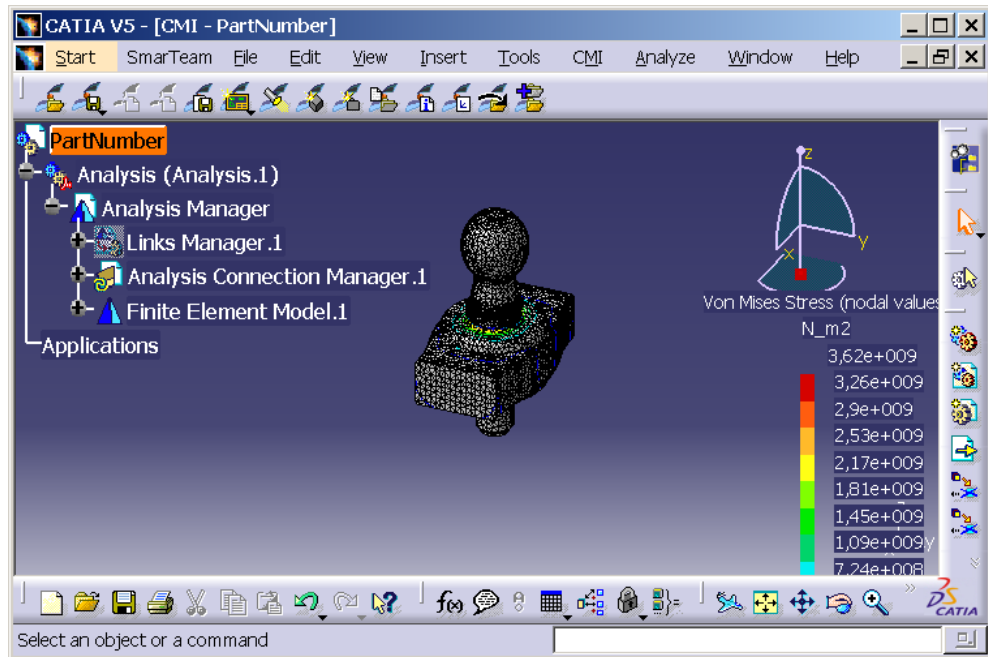 CATIA V5 - [CMI - PartNumber]
Start SmarTeam File Edit View Insert Tools CMI Analyze Window Help
PartNumber
Analysis (Analysis.1)
Analysis Manager
Links Manager.1
Analysis Connection Manager.1
Finite Element Model.1
Applications
z
y
x
Von Mises Stress (nodal values
N_m2
3,62e+009
3,26e+009
2,9e+009
2,53e+009
2,17e+009
1,81e+009
1,45e+009
1,09e+009
y
7,24e+008
f(x)
CATIA
Select an object or a command